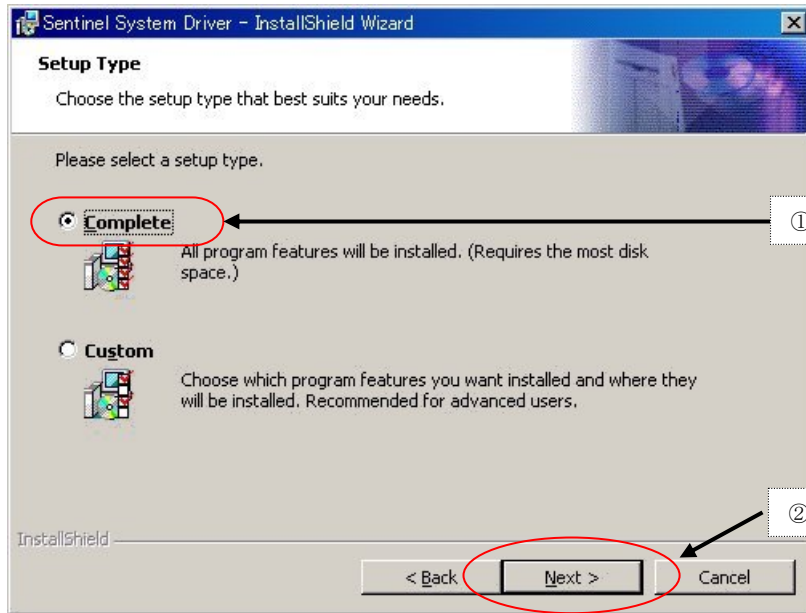 Sentinel System Driver - InstallShield Wizard
Setup Type
Choose the setup type that best suits your needs.
Please select a setup type.
Complete
①
All program features will be installed. (Requires the most disk
space.)
Custom
Choose which program features you want installed and where they
will be installed. Recommended for advanced users.
②
InstallShield
< Back
Next >
Cancel